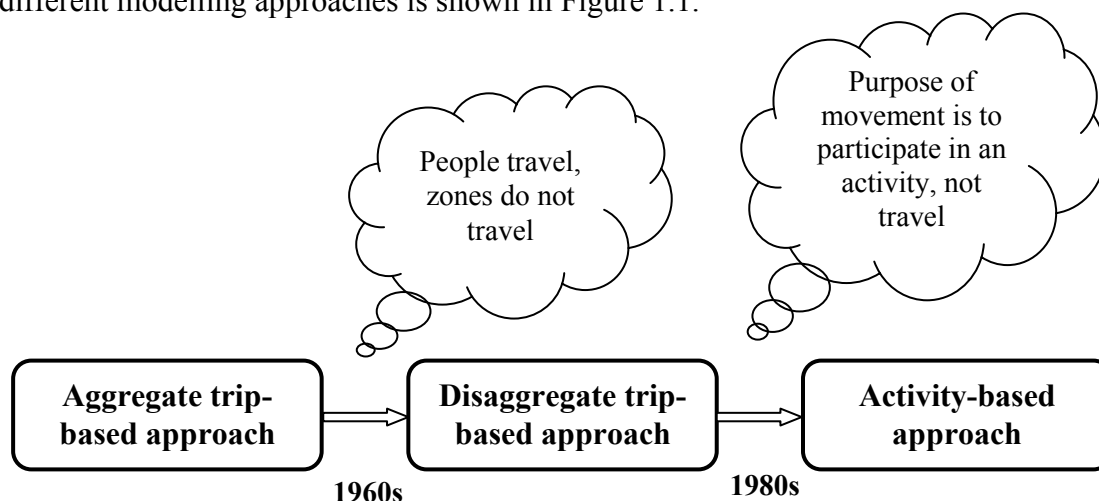 different modelling approaches is shown in Figure 1.1.
People travel,
zones do not
travel
Purpose of
movement is to
participate in an
activity, not
travel
Aggregate trip-
based approach
Disaggregate trip-
based approach
Activity-based
approach
1960s
1980s